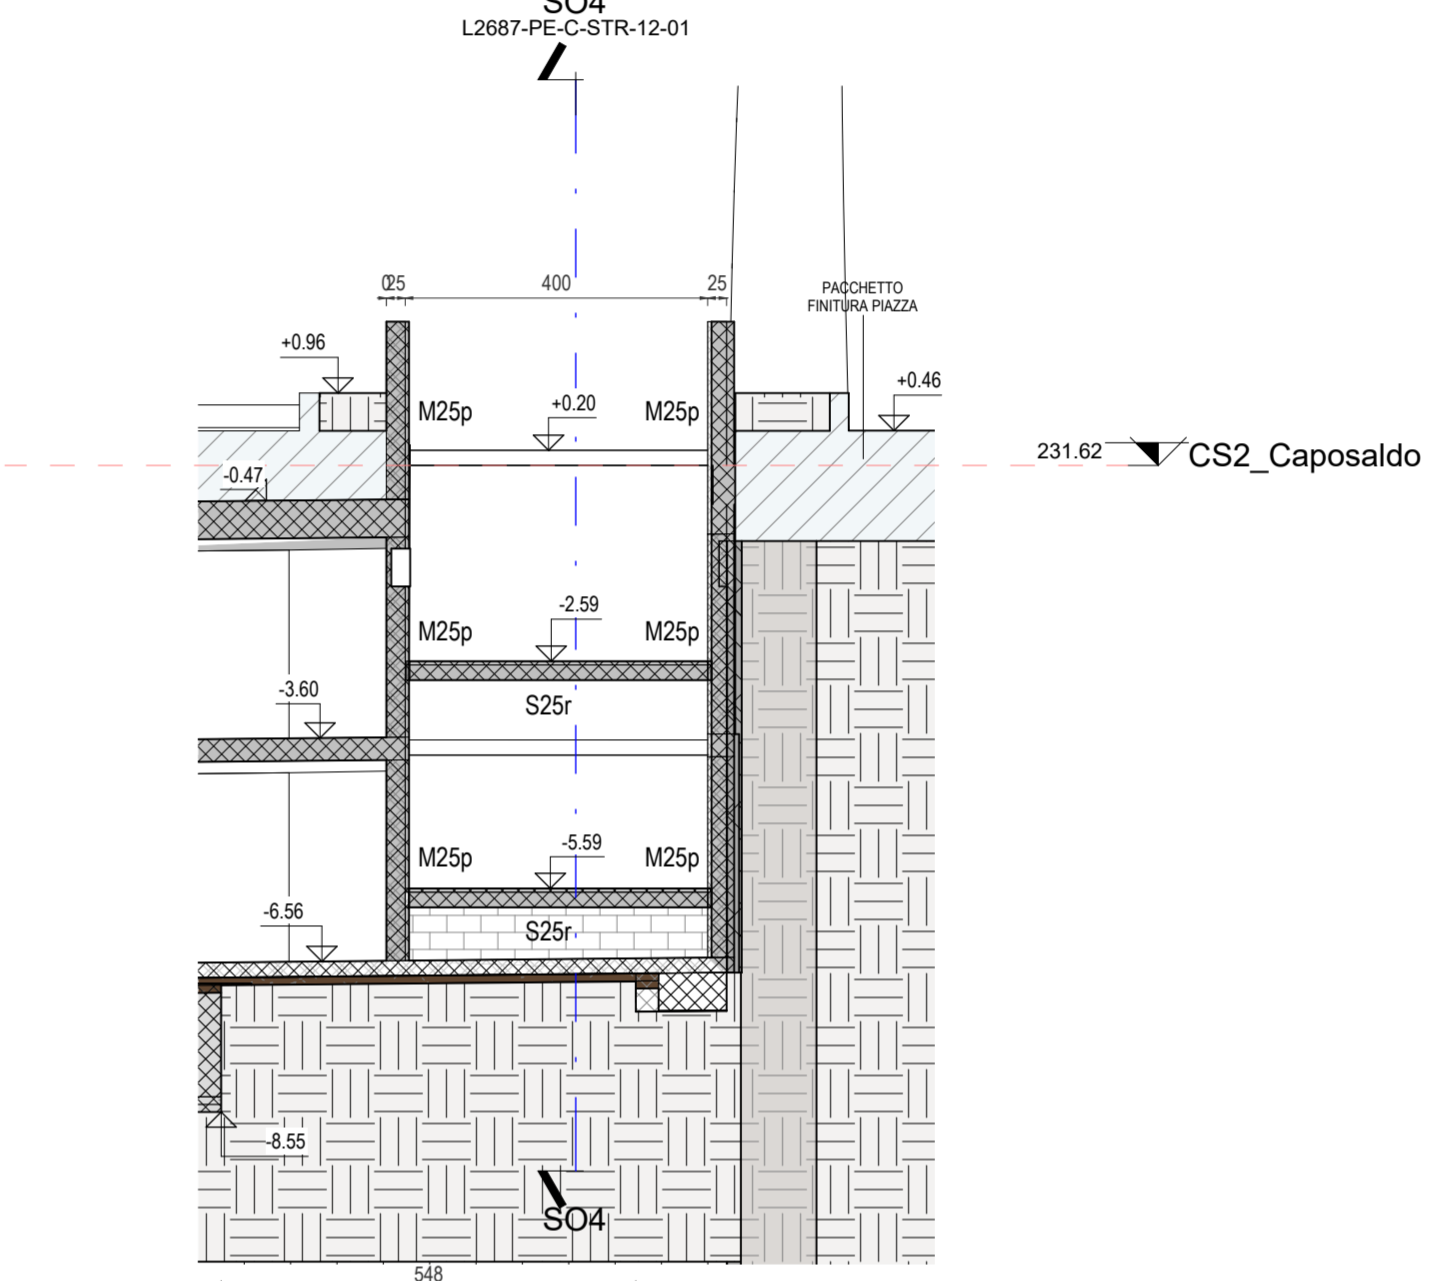 SO4
L2687-PE-C-STR-12-01
025
400
25
PACCHETTO
FINITURA PIAZZA
+0.96
+0.46
M25p
+0.20
M25p
231.62
CS2_Caposaldo
-0.47
-2.59
M25p
M25p
-3.60
S25r
-5.59
M25p
M25p
-6.56
S25r
-8.55
SO4
548